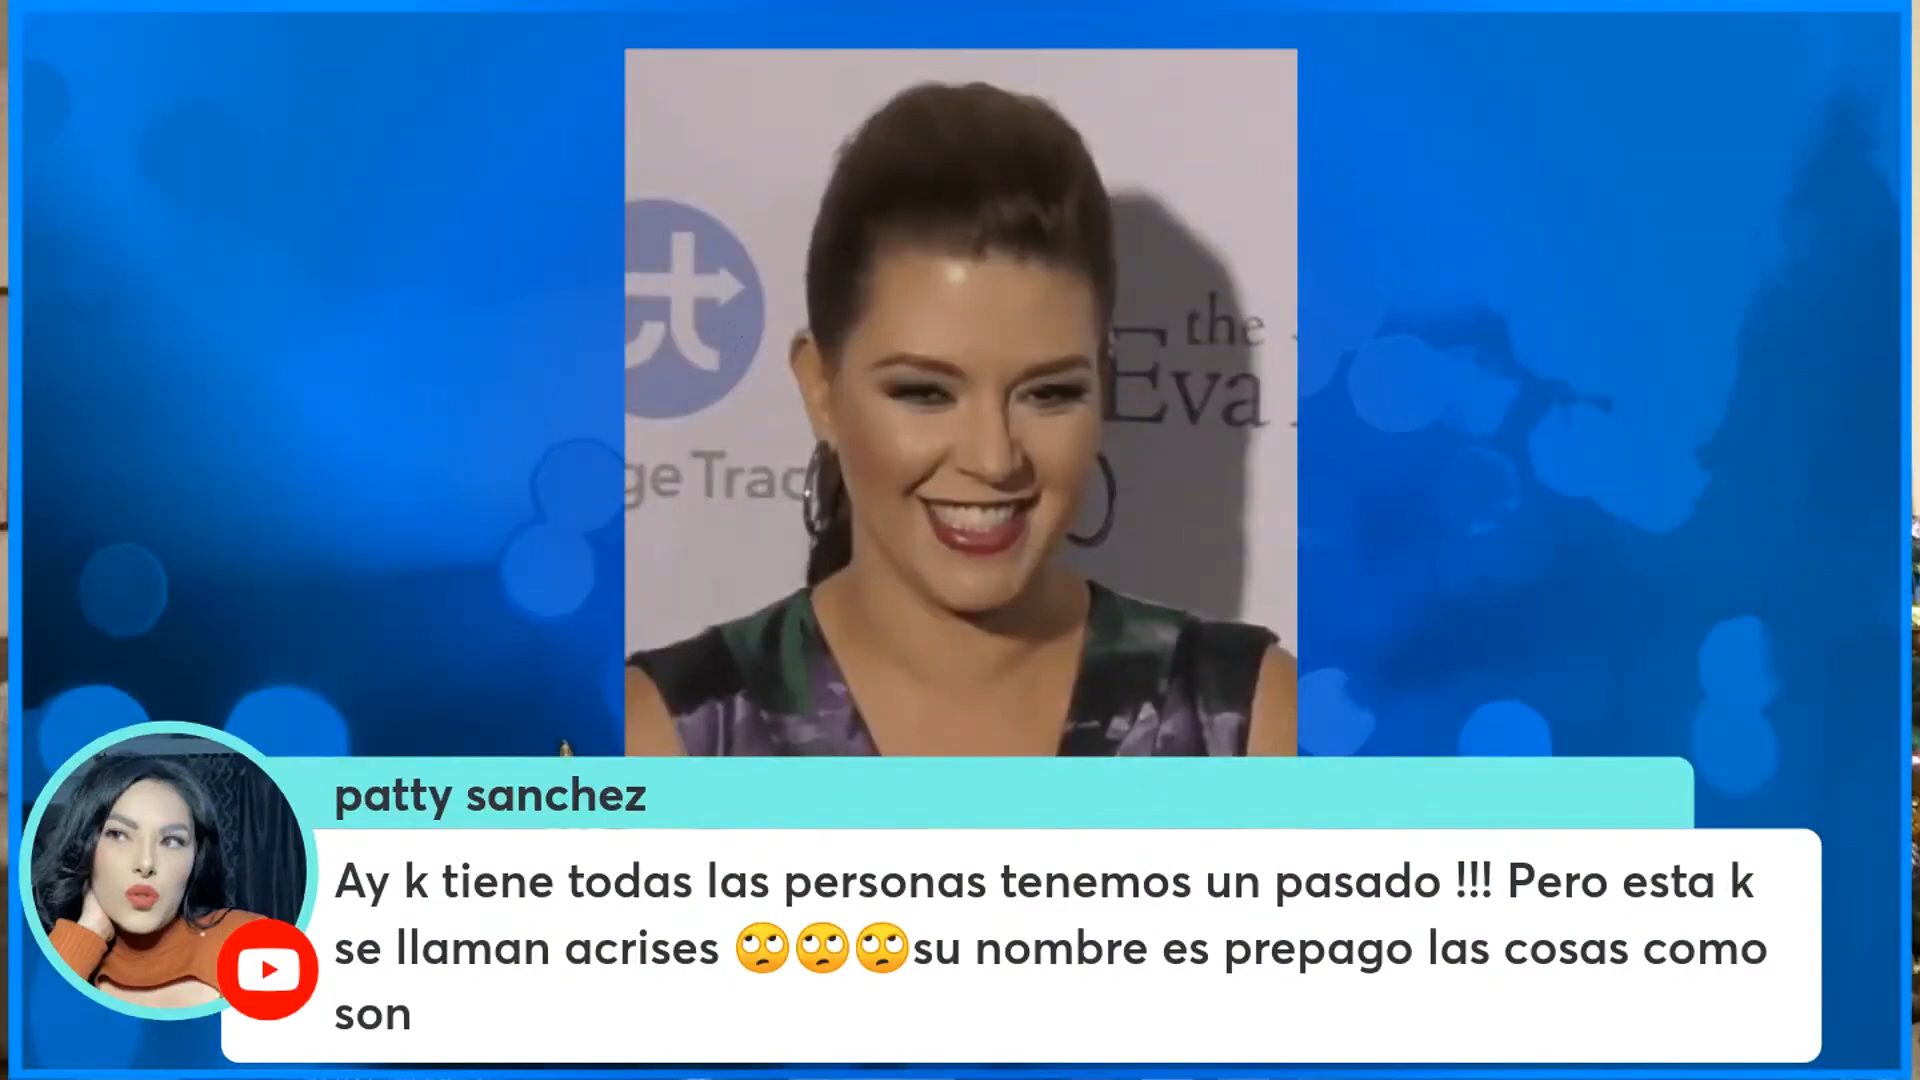 the
Eva
ge Trac
patty sanchez
Ay k tiene todas las personas tenemos un pasado !!! Pero esta k
se llaman acrises 🙄🙄🙄su nombre es prepago las cosas como
son